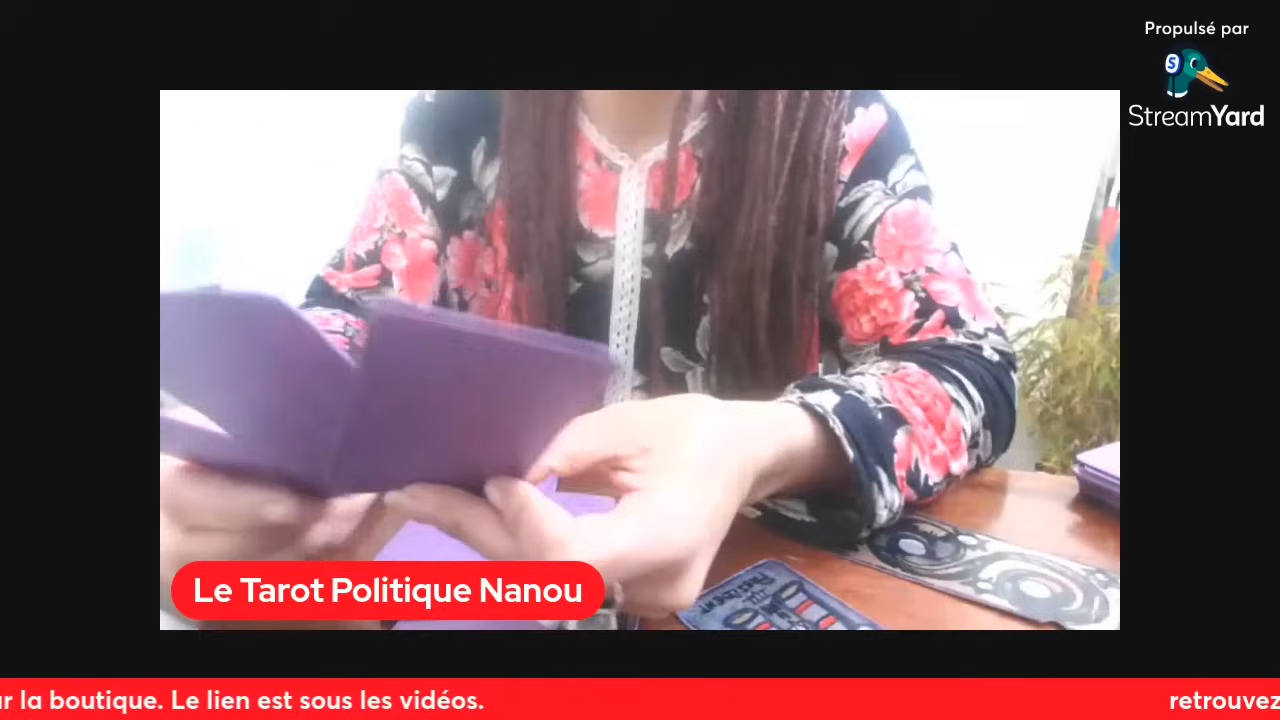 Propulsé par
StreamYard
Le Tarot Politique Nanou
r la boutique. Le lien est sous les vidéos.
retrouvez